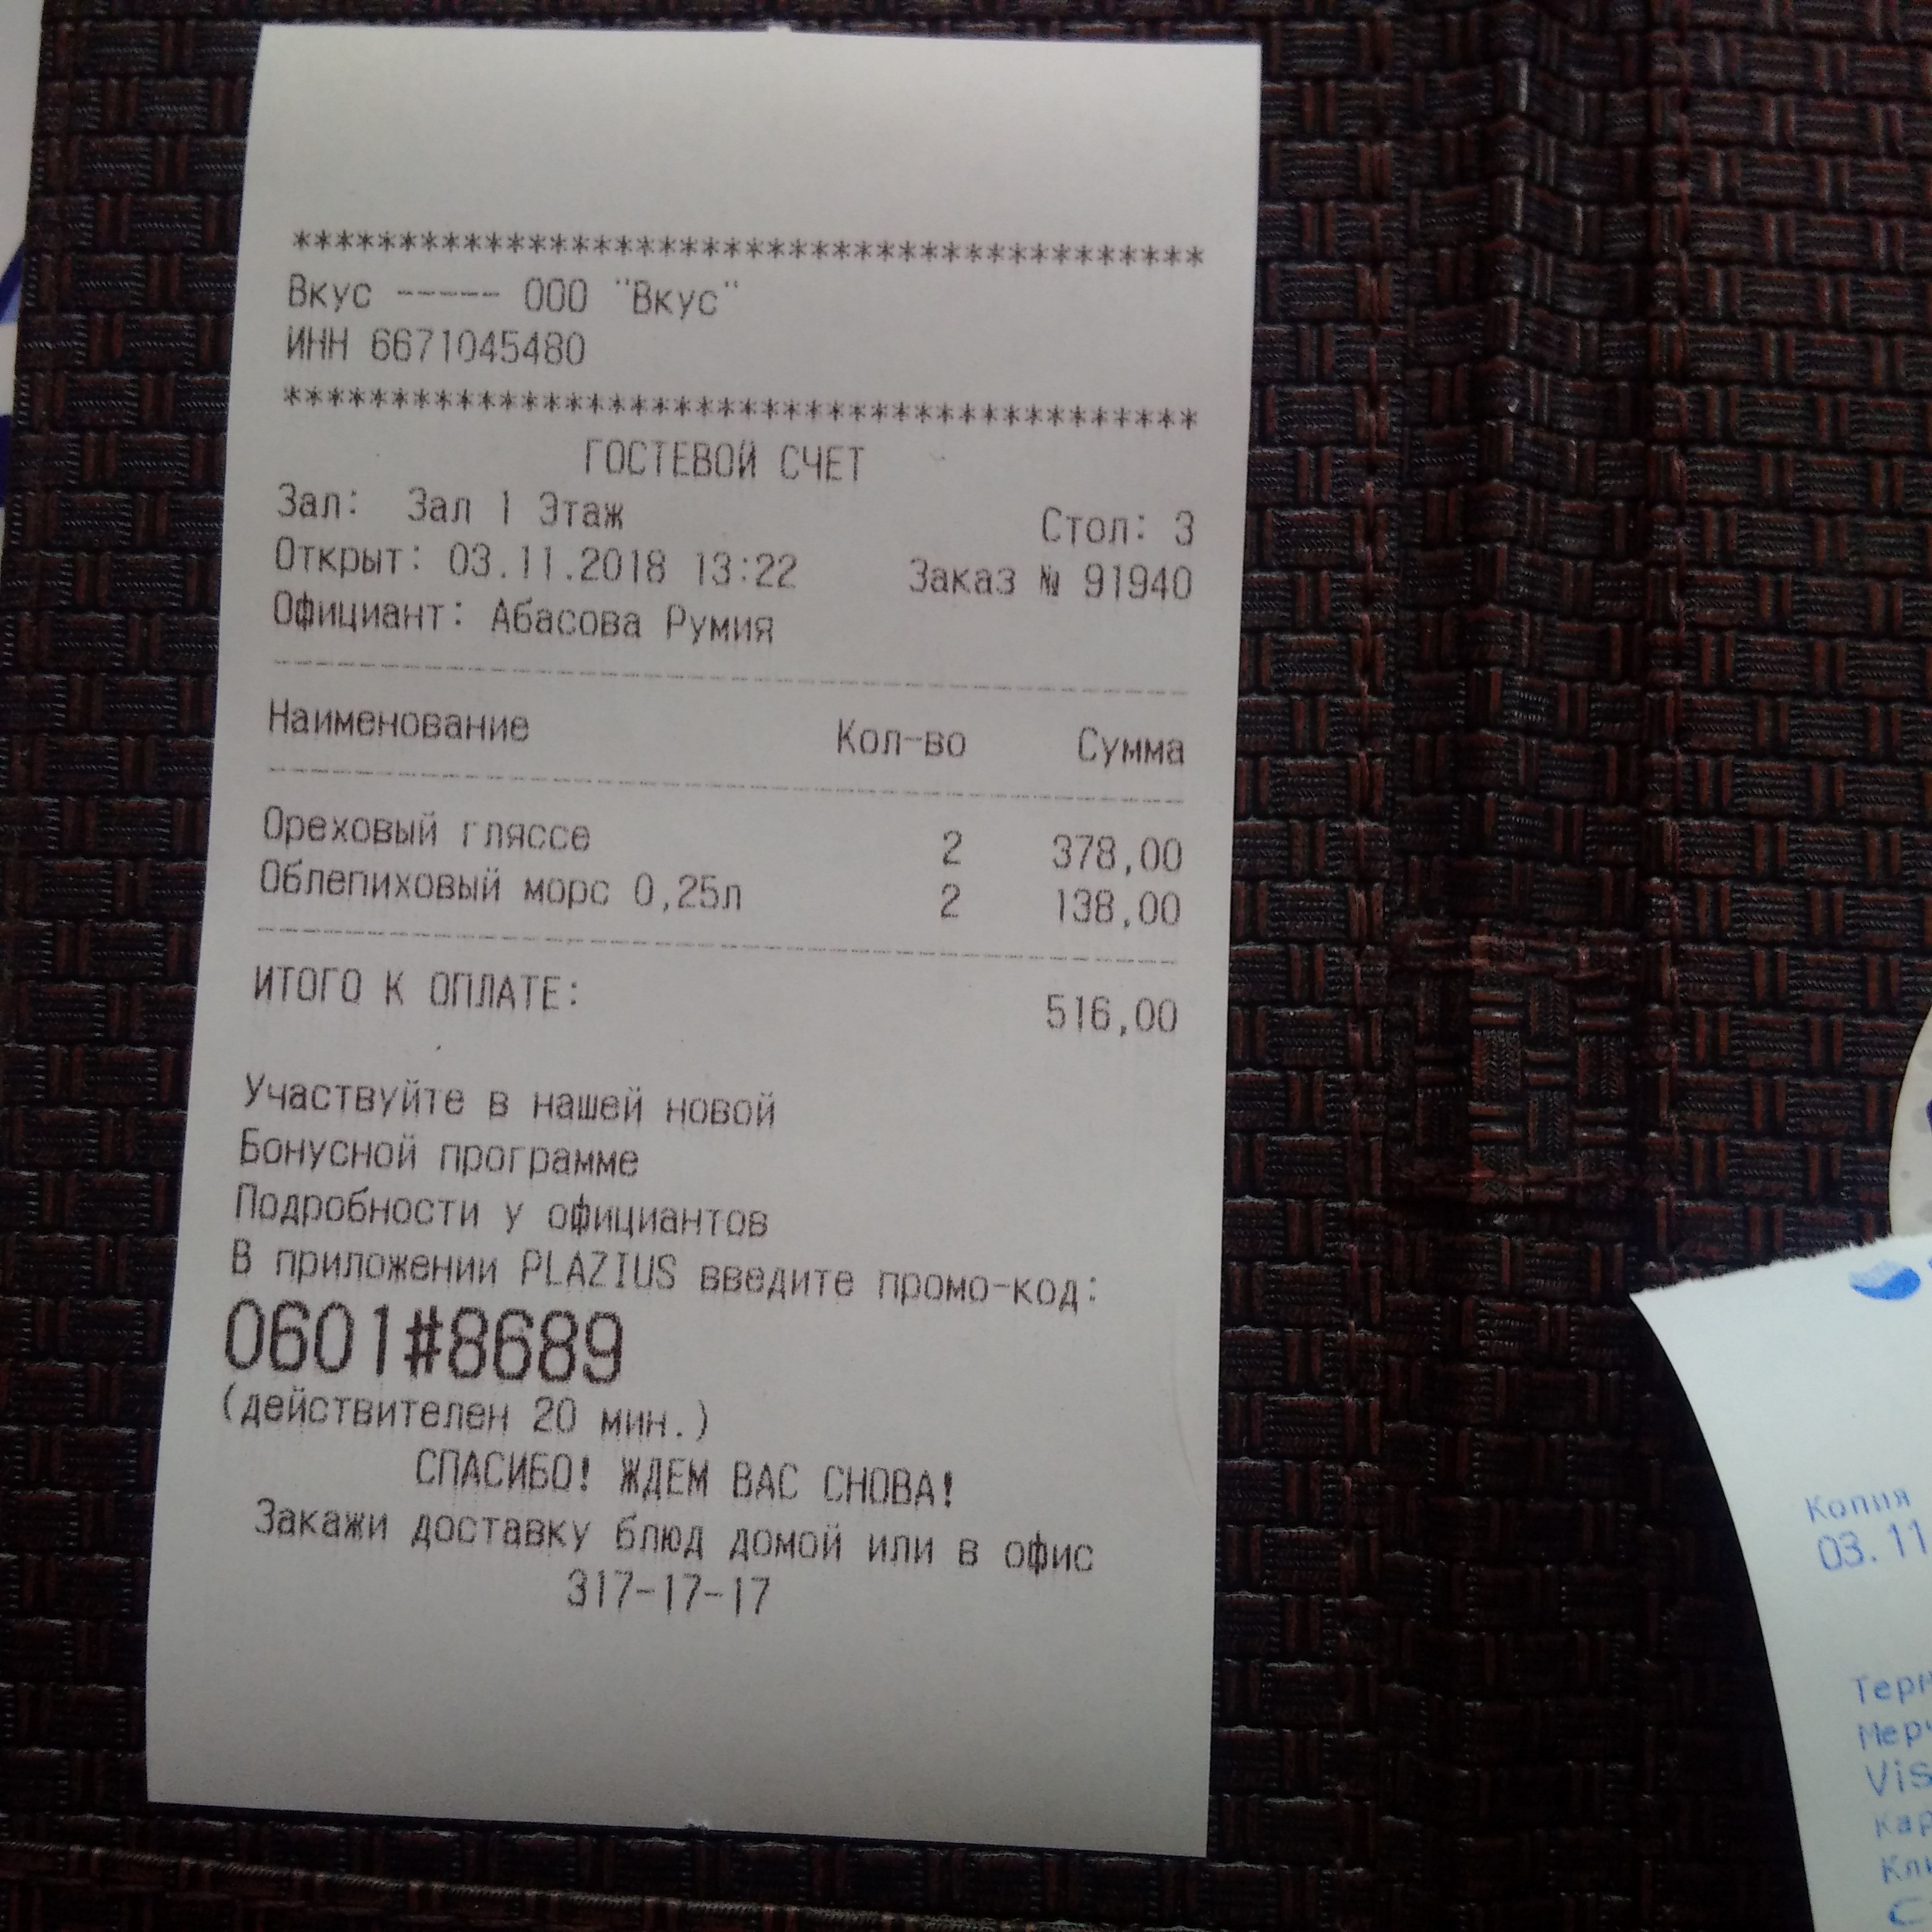 ******************************************
Вкус ----- ООО "Вкус"
ИНН 6671045480
******************************************
ГОСТЕВОЙ СЧЕТ
Зал: Зал 1 Этаж Стол: 3
Открыт: 03.11.2018 13:22 Заказ № 91940
Официант: Абасова Румия
Наименование Кол-во Сумма
Ореховый гляссе 2 378,00
Облепиховый морс 0,25л 2 138,00
ИТОГО К ОПЛАТЕ: 516,00
Участвуйте в нашей новой
Бонусной программе
Подробности у официантов
В приложении PLAZIUS введите промо-код:
0601#8689
(действителен 20 мин.)
СПАСИБО! ЖДЕМ ВАС СНОВА!
Закажи доставку блюд домой или в офис
317-17-17
Копия
03.11